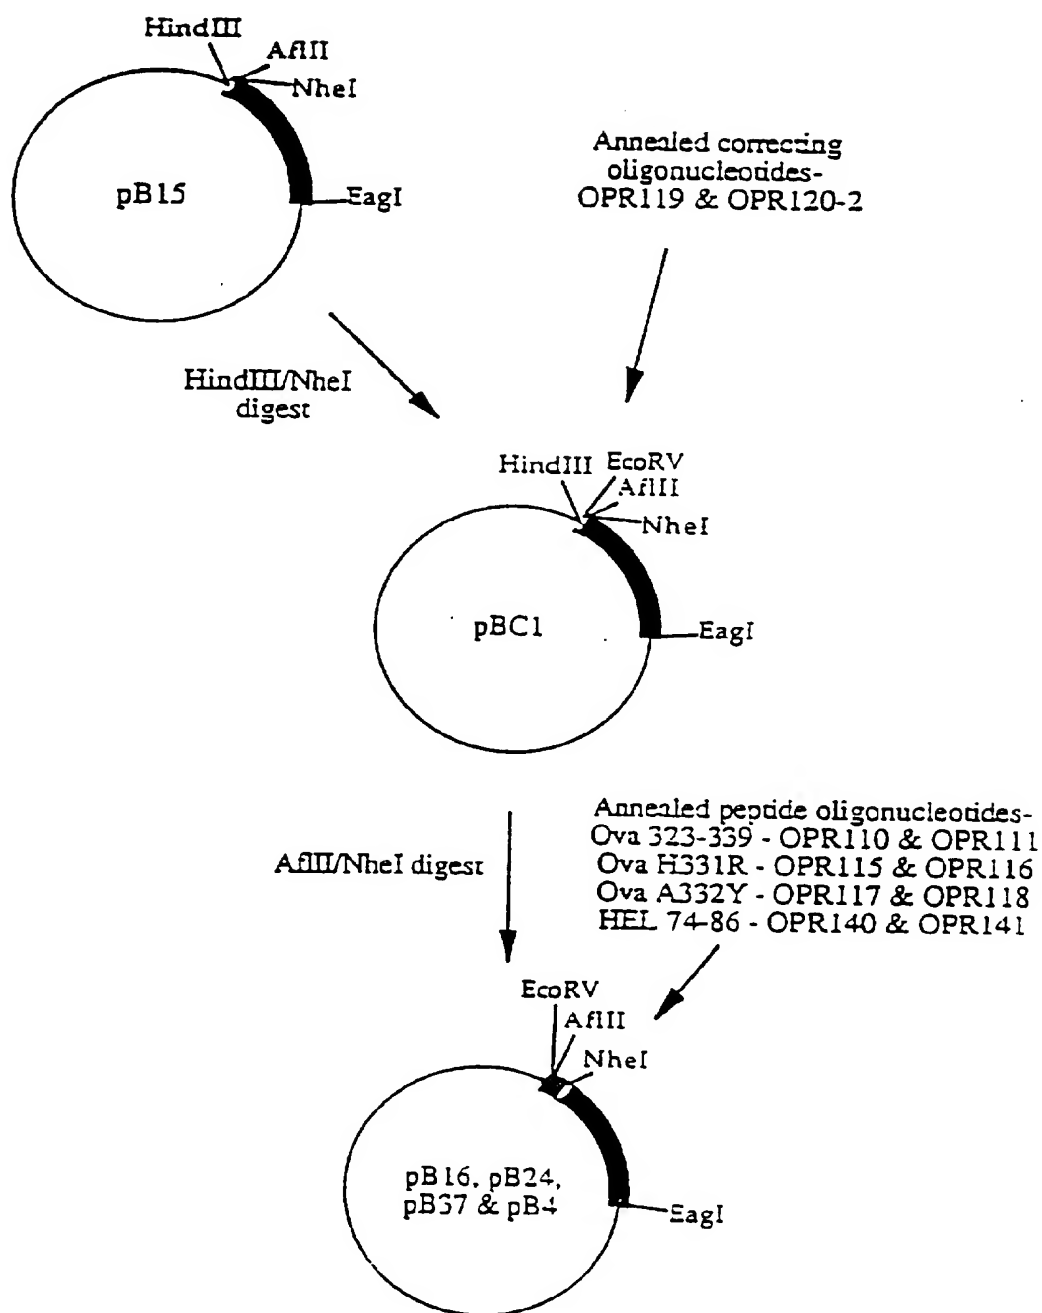 HindIII
AflII
NheI
pB15
EagI
Annealed correcting
oligonucleotides-
OPR119 & OPR120-2
HindIII/NheI
digest
HindIII EcoRV
AflII
NheI
pBC1
EagI
Annealed peptide oligonucleotides-
Ova 323-339 - OPR110 & OPR111
Ova H331R - OPR115 & OPR116
Ova A332Y - OPR117 & OPR118
HEL 74-86 - OPR140 & OPR141
AflII/NheI digest
EcoRV
AflII
NheI
pB16, pB24,
pB37 & pB4
EagI